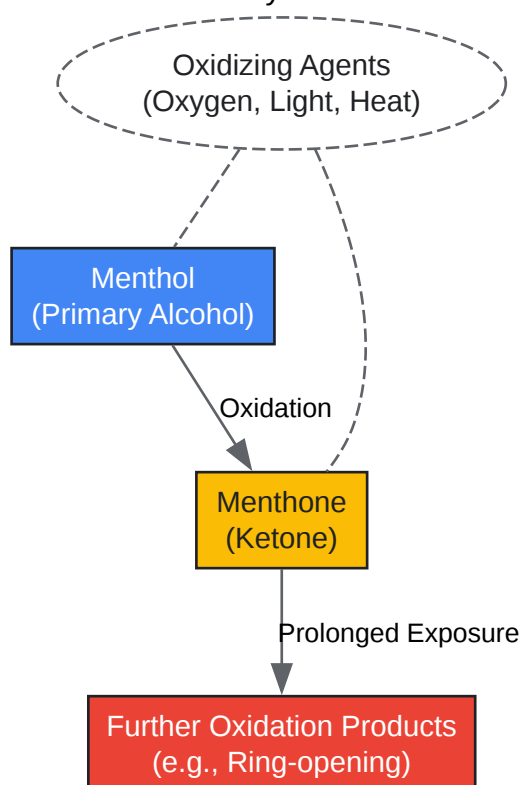 Oxidizing Agents
(Oxygen, Light, Heat)
Menthol
(Primary Alcohol)
Oxidation
Menthone
(Ketone)
Prolonged Exposure
Further Oxidation Products
(e.g., Ring-opening)